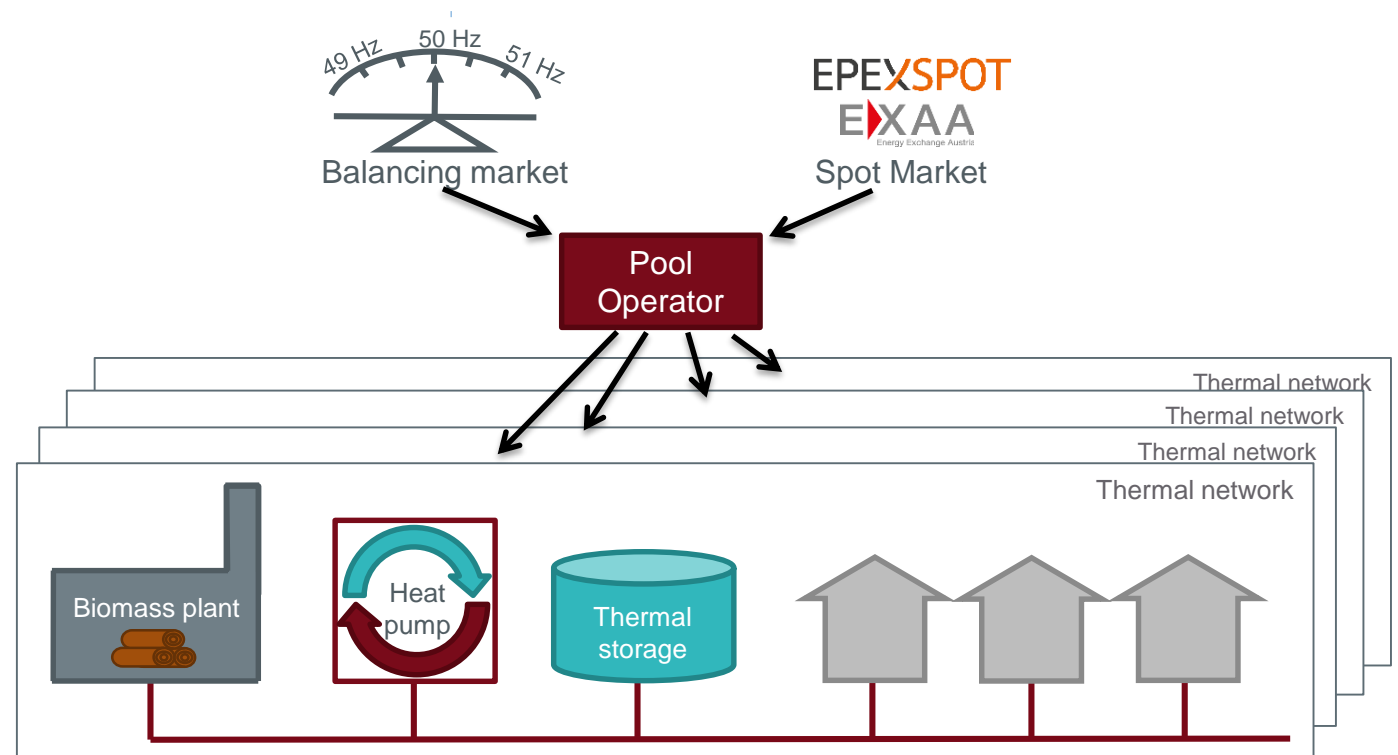 49 Hz
50 Hz
51 Hz
EPEXSPOT
EXAA
Energy Exchange Austria
Balancing market
Spot Market
Pool
Operator
Thermal network
Thermal network
Thermal network
Thermal network
Biomass plant
Heat
pump
Thermal
storage